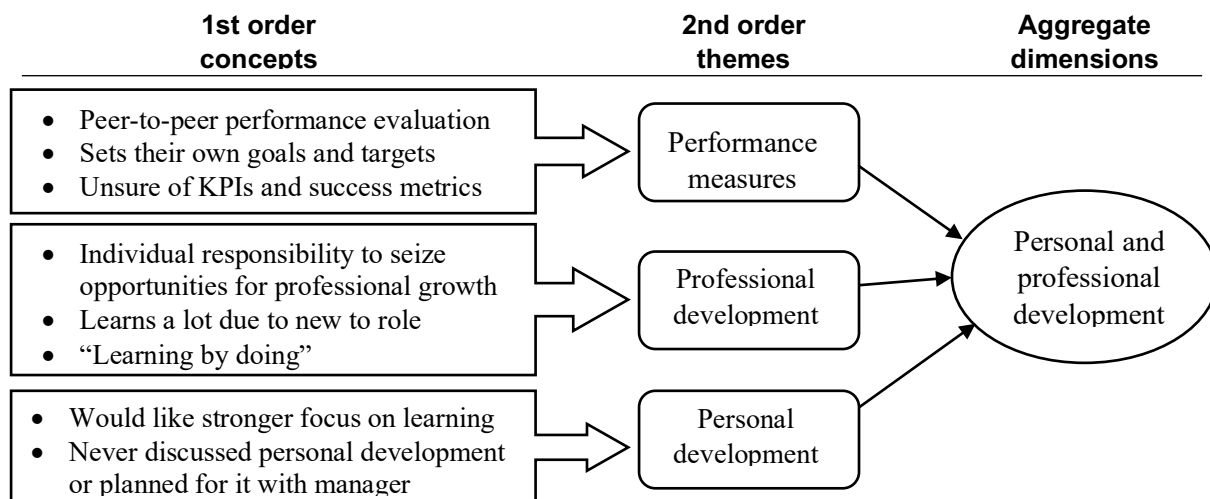 1st order
concepts
2nd order
themes
Aggregate
dimensions
• Peer-to-peer performance evaluation
• Sets their own goals and targets
• Unsure of KPIs and success metrics
Performance
measures
• Individual responsibility to seize
opportunities for professional growth
• Learns a lot due to new to role
• “Learning by doing”
Professional
development
Personal and
professional
development
• Would like stronger focus on learning
• Never discussed personal development
or planned for it with manager
Personal
development